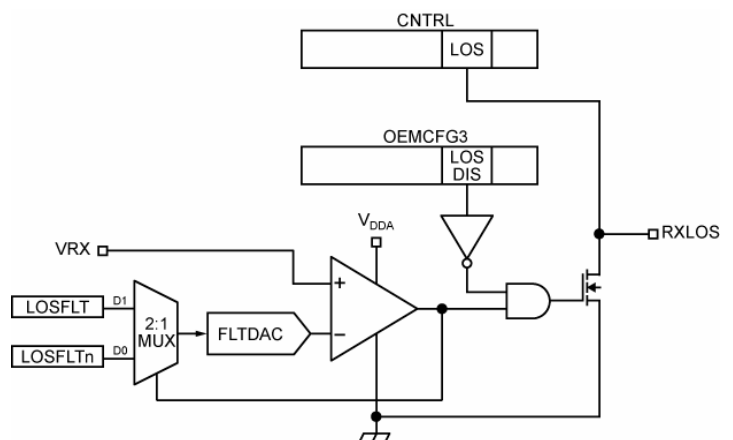 CNTRL
LOS
OEMCFG3
LOS
DIS
VDDA
VRX
RXLOS
+
LOSFLT
D1
2:1
MUX
FLTDAC
−
LOSFLTn
D0